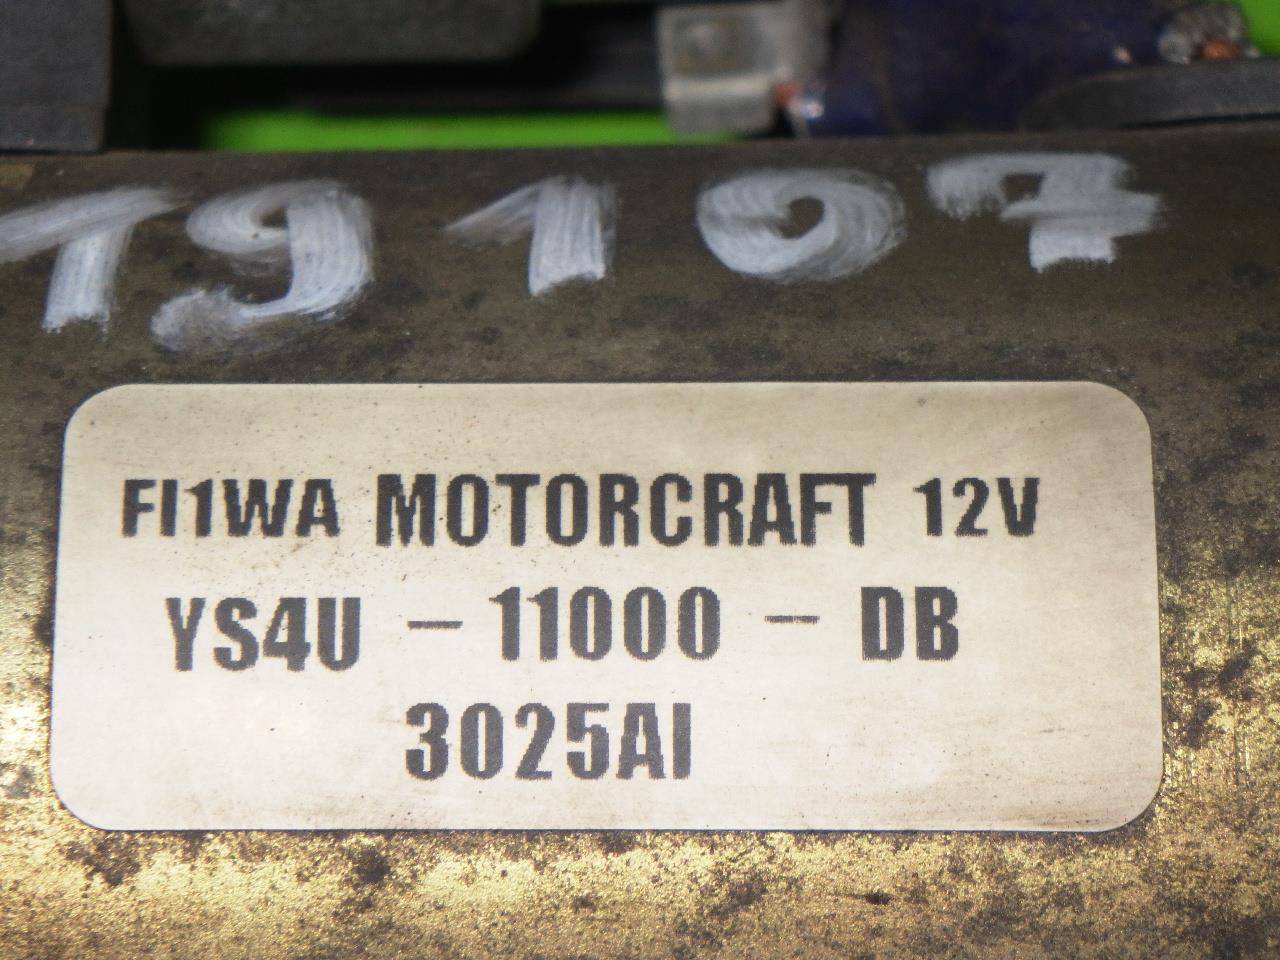 19107
FI1WA MOTORCRAFT 12V
YS4U - 11000 - DB
3025AI